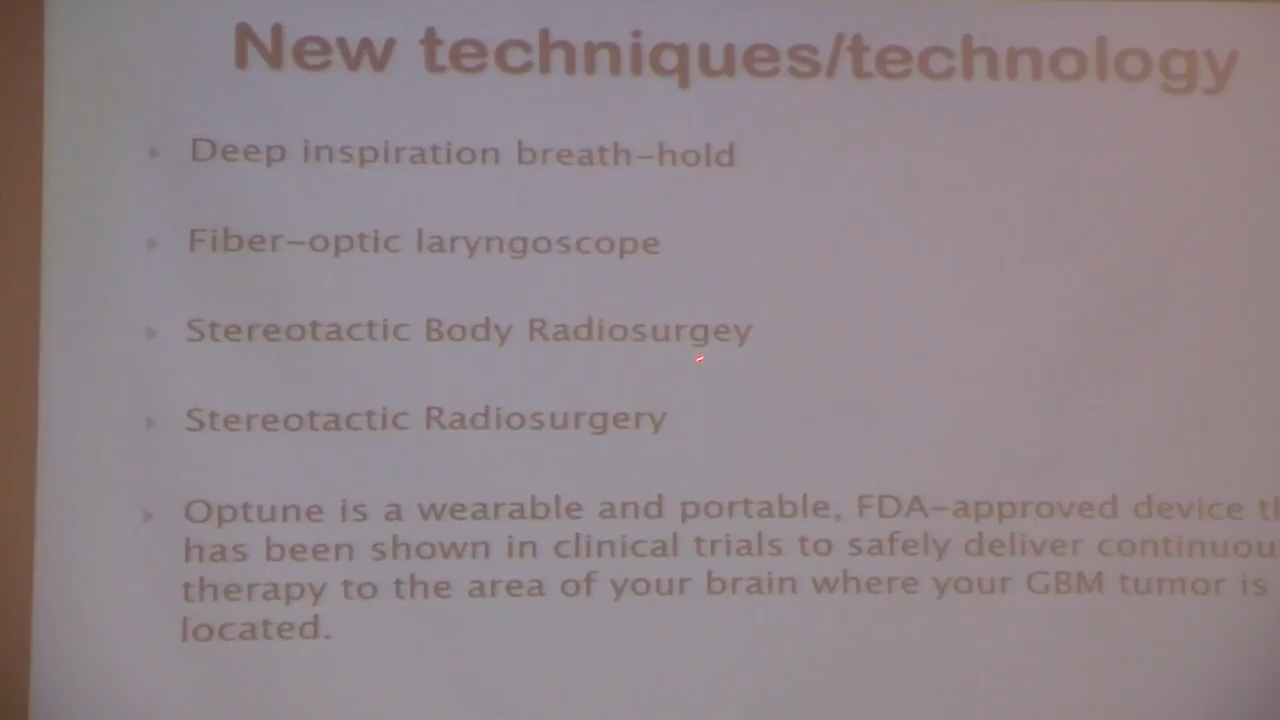 New techniques/technology
Deep inspiration breath-hold
Fiber-optic laryngoscope
Stereotactic Body Radiosurgey
Stereotactic Radiosurgery
Optune is a wearable and portable, FDA-approved device
has been shown in clinical trials to safely deliver continuou
therapy to the area of your brain where your GBM tumor is
located.